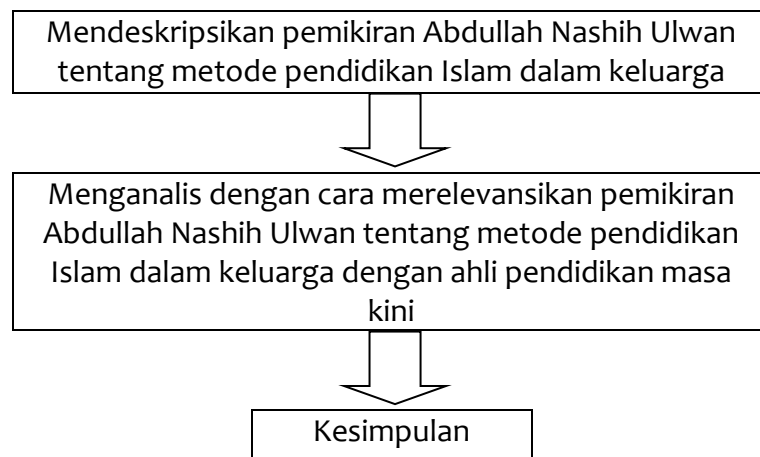 Mendeskripsikan pemikiran Abdullah Nashih Ulwan
tentang metode pendidikan Islam dalam keluarga
Menganalis dengan cara merelevansikan pemikiran
Abdullah Nashih Ulwan tentang metode pendidikan
Islam dalam keluarga dengan ahli pendidikan masa
kini
Kesimpulan